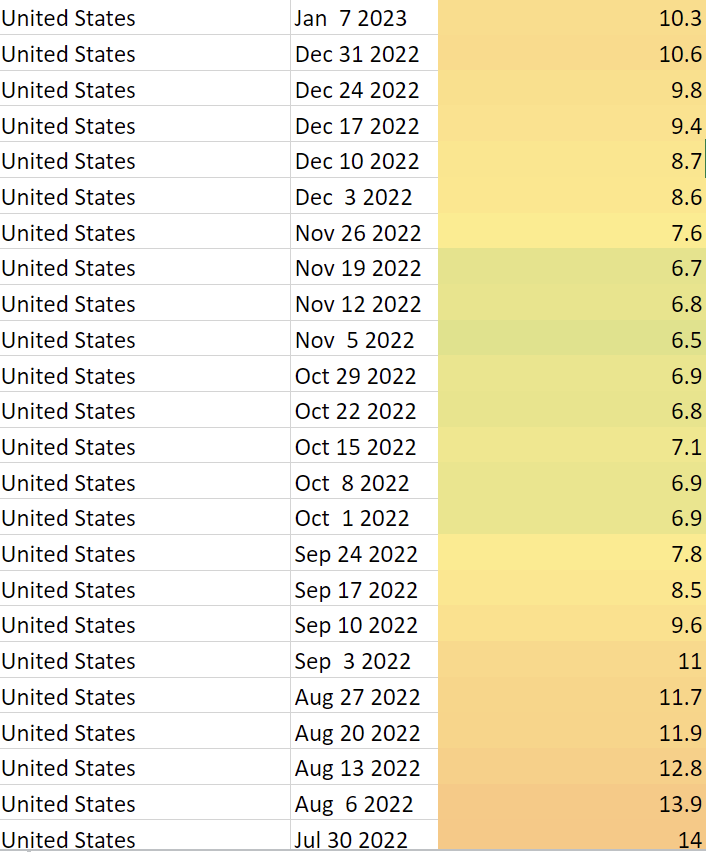 United States Jan  7 2023 10.3
United States Dec 31 2022 10.6
United States Dec 24 2022 9.8
United States Dec 17 2022 9.4
United States Dec 10 2022 8.7
United States Dec  3 2022 8.6
United States Nov 26 2022 7.6
United States Nov 19 2022 6.7
United States Nov 12 2022 6.8
United States Nov  5 2022 6.5
United States Oct 29 2022 6.9
United States Oct 22 2022 6.8
United States Oct 15 2022 7.1
United States Oct  8 2022 6.9
United States Oct  1 2022 6.9
United States Sep 24 2022 7.8
United States Sep 17 2022 8.5
United States Sep 10 2022 9.6
United States Sep  3 2022 11
United States Aug 27 2022 11.7
United States Aug 20 2022 11.9
United States Aug 13 2022 12.8
United States Aug  6 2022 13.9
United States Jul 30 2022 14